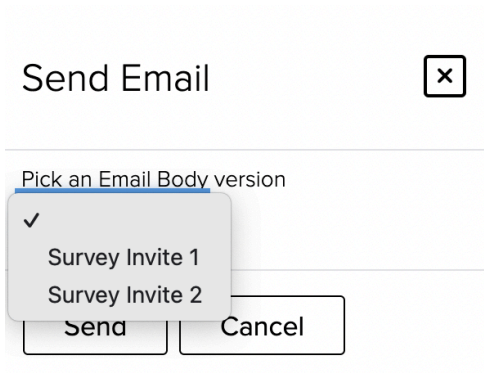 Send Email
Pick an Email Body version
Survey Invite 1
Survey Invite 2
Send Cancel